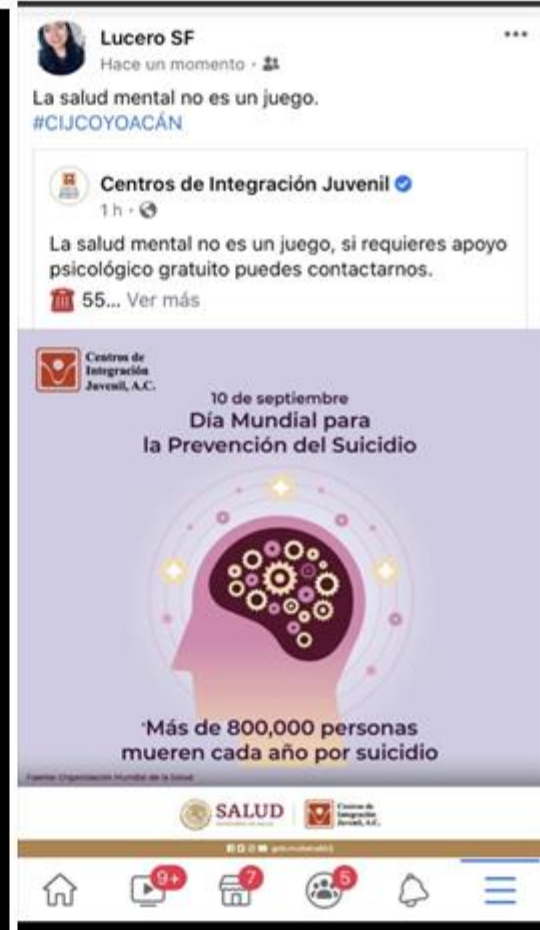 Lucero SF
Hace un momento
La salud mental no es un juego.
#CIJCOYOACÁN
Centros de Integración Juvenil
1 h
La salud mental no es un juego, si requieres apoyo
psicológico gratuito puedes contactarnos.
55... Ver más
Centros de
Integración
Juvenil, A.C.
10 de septiembre
Día Mundial para
la Prevención del Suicidio
*Más de 800,000 personas
mueren cada año por suicidio
Fuente: Organización Mundial de la Salud
SALUD
Centros de
Integración
Juvenil, A.C.
9+
7
5